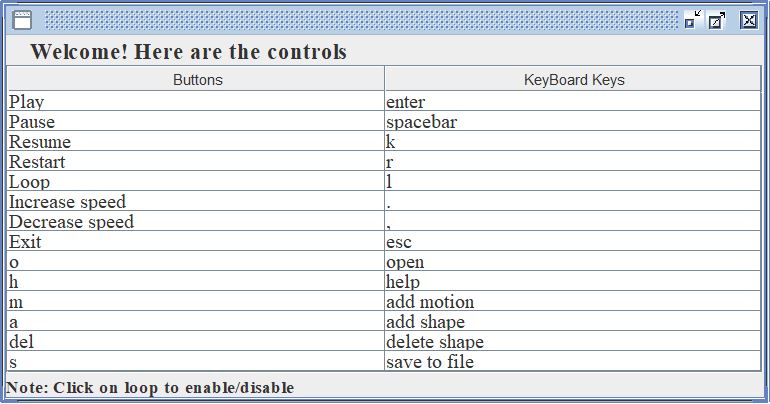 Welcome! Here are the controls
Buttons KeyBoard Keys
Play enter
Pause spacebar
Resume k
Restart r
Loop l
Increase speed .
Decrease speed ,
Exit esc
o open
h help
m add motion
a add shape
del delete shape
s save to file
Note: Click on loop to enable/disable